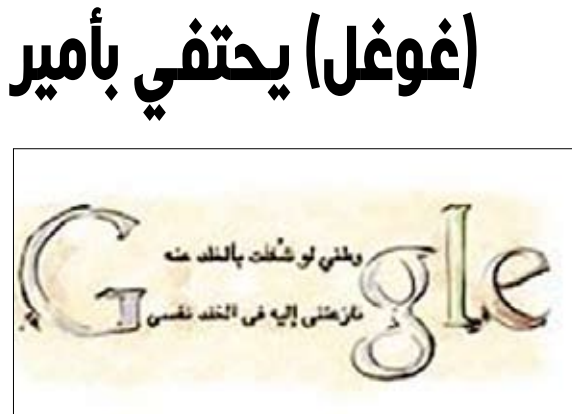 (غوغل) يحتفي بأمير
Google
وطني لو شُغلت بالخلد عنه
نازعتني إليه في الخلد نفسي